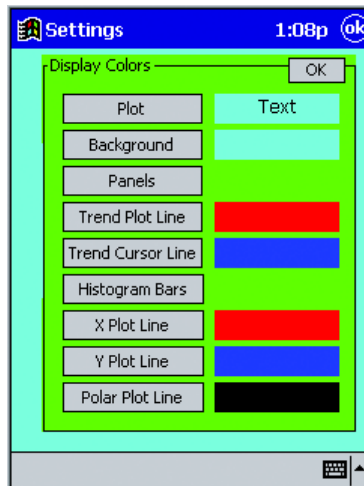 Settings 1:08p ok
Display Colors OK
Plot Text
Background
Panels
Trend Plot Line
Trend Cursor Line
Histogram Bars
X Plot Line
Y Plot Line
Polar Plot Line